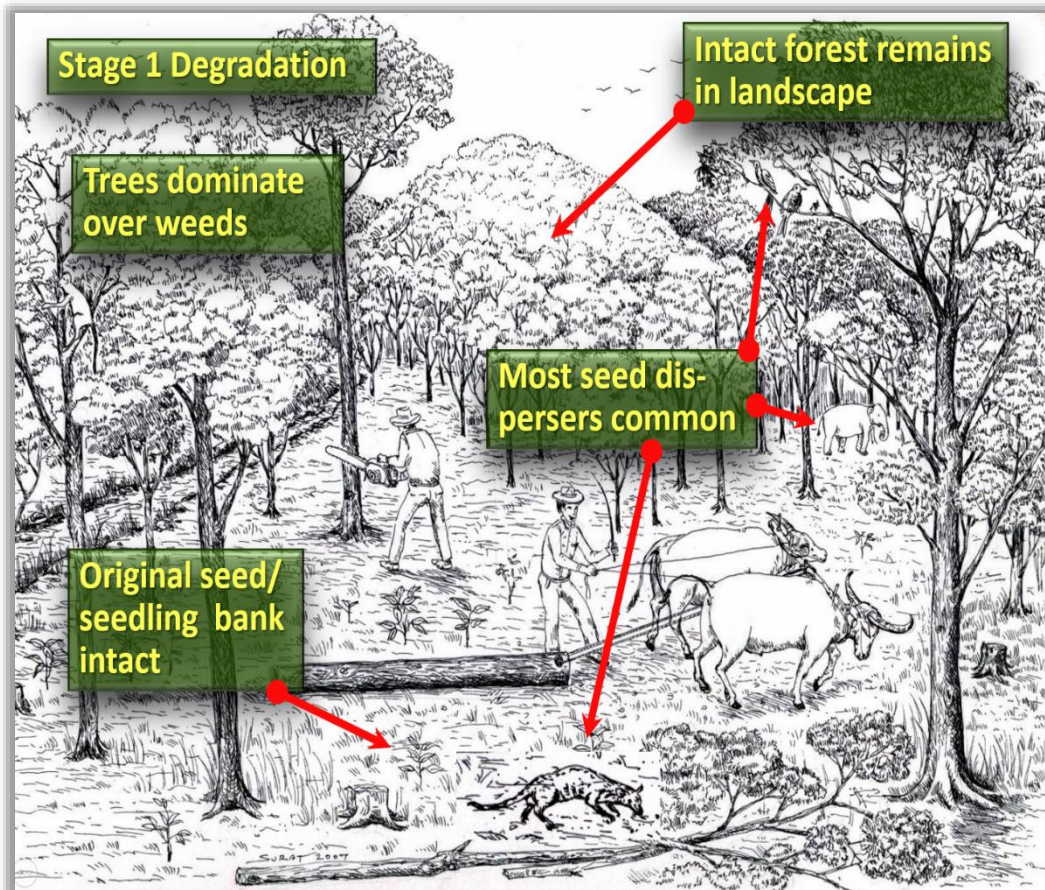 Stage 1 Degradation
Intact forest remains
in landscape
Trees dominate
over weeds
Most seed dis-
persers common
Original seed/
seedling bank
intact
SURAT 2007